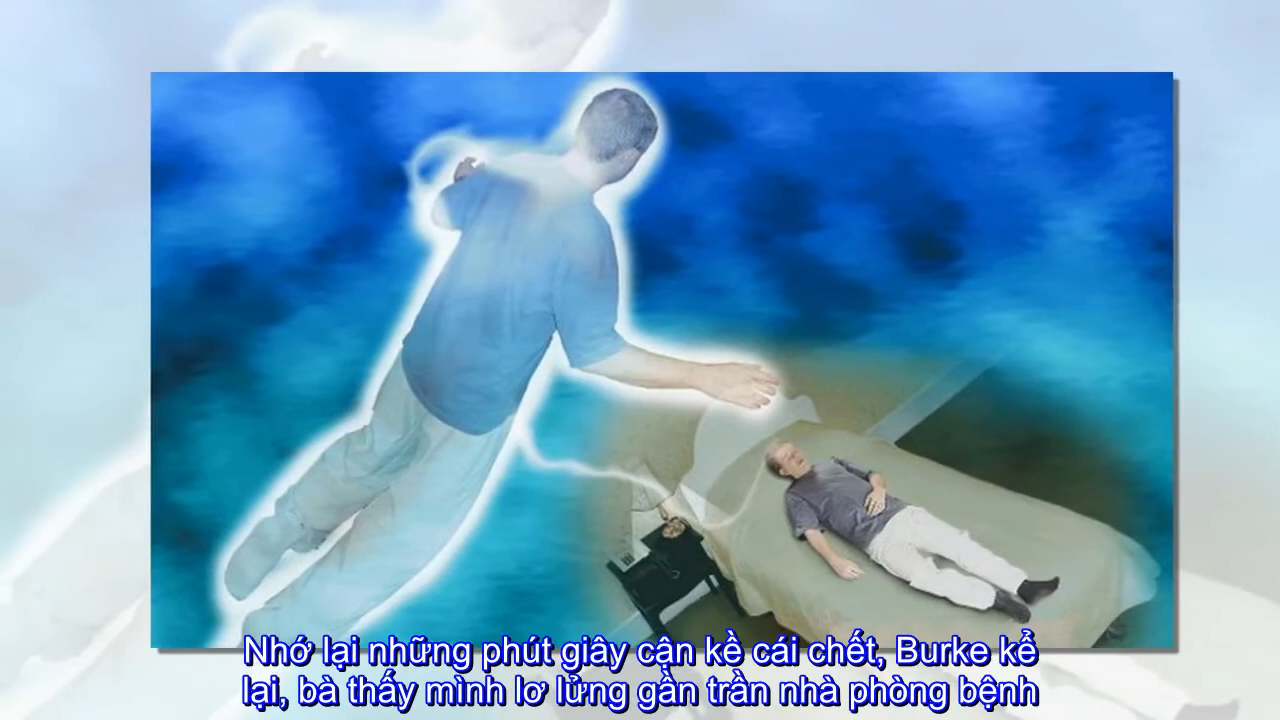 Nhớ lại những phút giây cận kề cái chết, Burke kể
lại, bà thấy mình lơ lửng gần trần nhà phòng bệnh